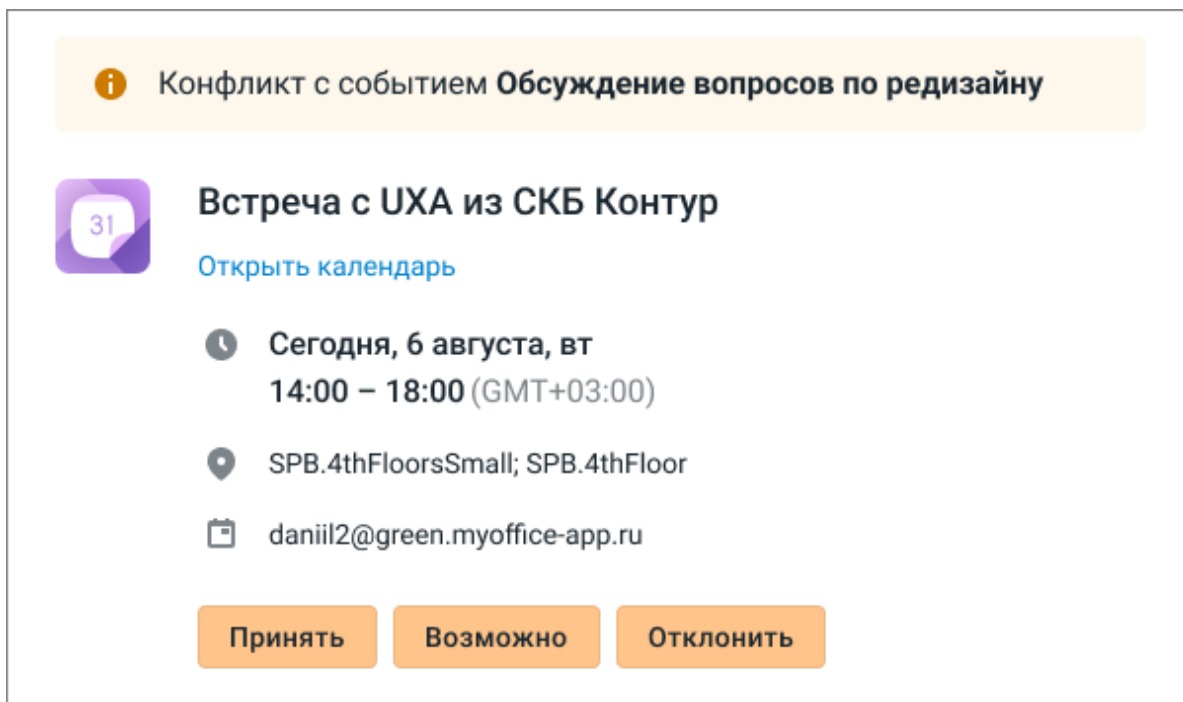 Конфликт с событием Обсуждение вопросов по редизайну
Встреча с UXA из СКБ Контур
31
Открыть календарь
Сегодня, 6 августа, вт
14:00 – 18:00 (GMT+03:00)
SPB.4thFloorsSmall; SPB.4thFloor
daniil2@green.myoffice-app.ru
Принять Возможно Отклонить